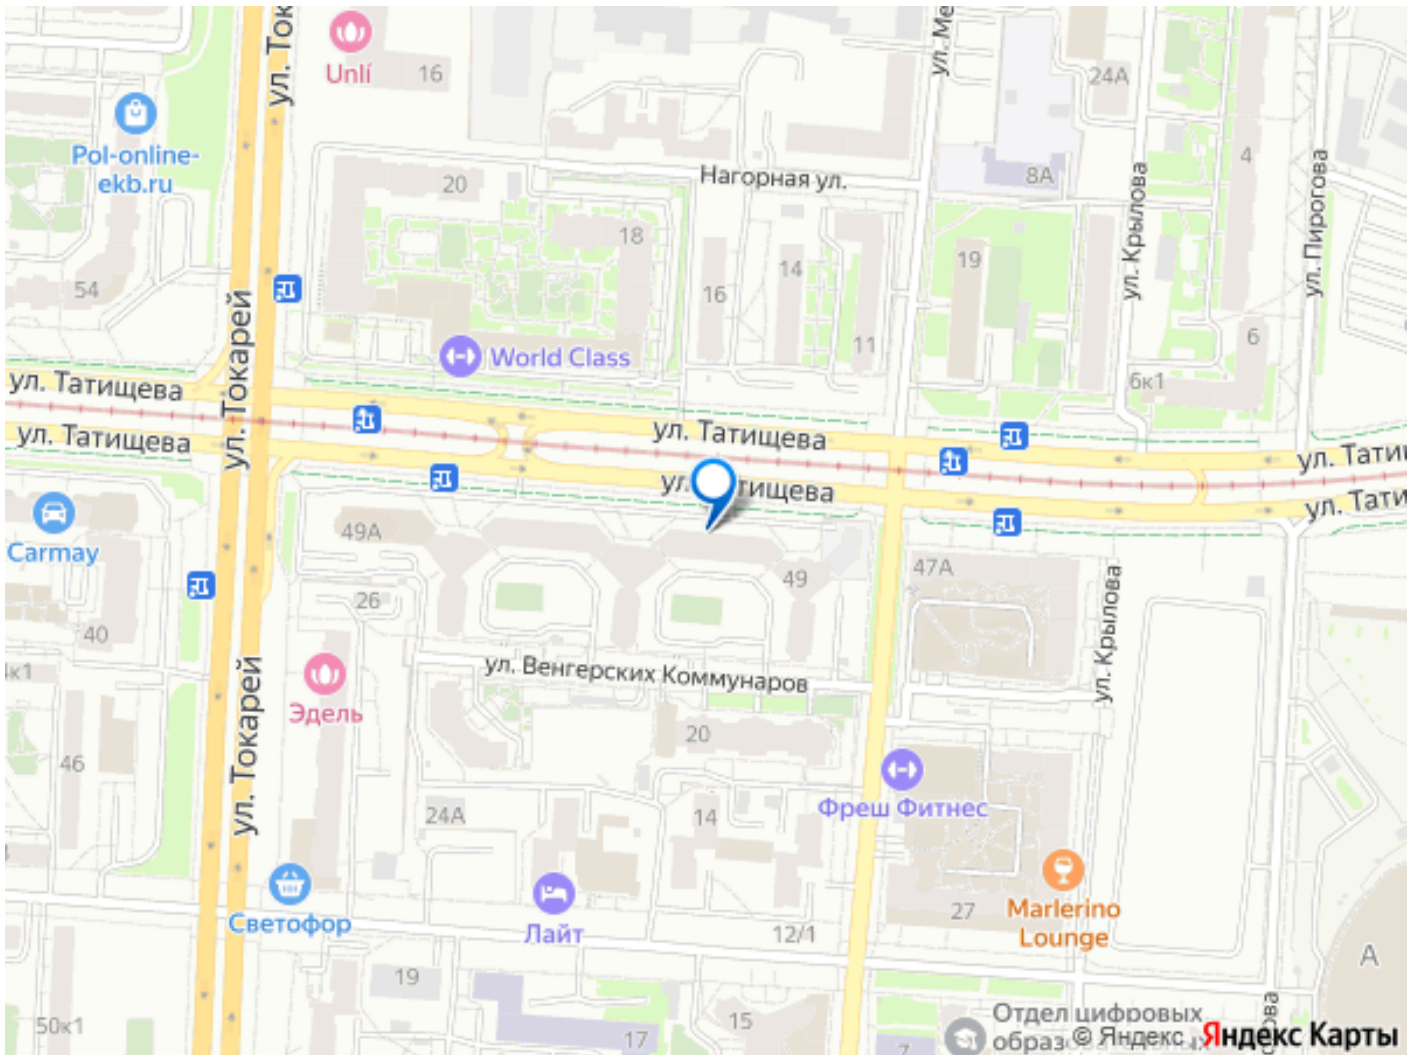 ул. Ток
ул. Ме
Unlí
16
24А
Pol-online-
ekb.ru
20
Нагорная ул.
8А
4
ул. Крылова
ул. Пирогова
18
54
14
19
16
ул. Токарей
11
6
World Class
6к1
ул. Татищева
ул. Татищева
ул. Татищева
ул. Тати
ул. Татищева
ул. Тати
Carmay
49А
49
47А
26
ул. Крылова
40
к1
ул. Венгерских Коммунаров
Эдель
ул. Токарей
20
46
24А
14
Фреш Фитнес
Светофор
Лайт
12/1
27
Marlerino
Lounge
А
19
50к1
17
15
7
Отдел цифровых
© Яндекс
Яндекс Карты